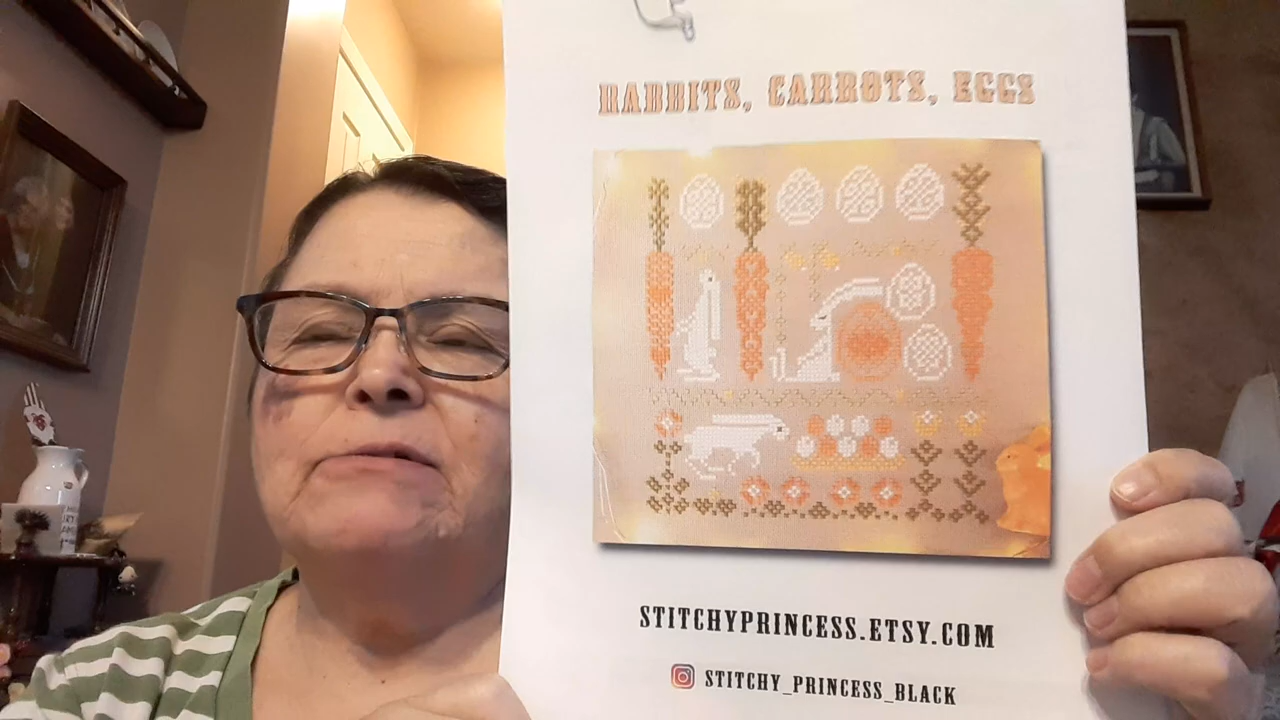 RABBITS, CARROTS, EGGS
STITCHYPRINCESS.ETSY.COM
STITCHY_PRINCESS_BLACK